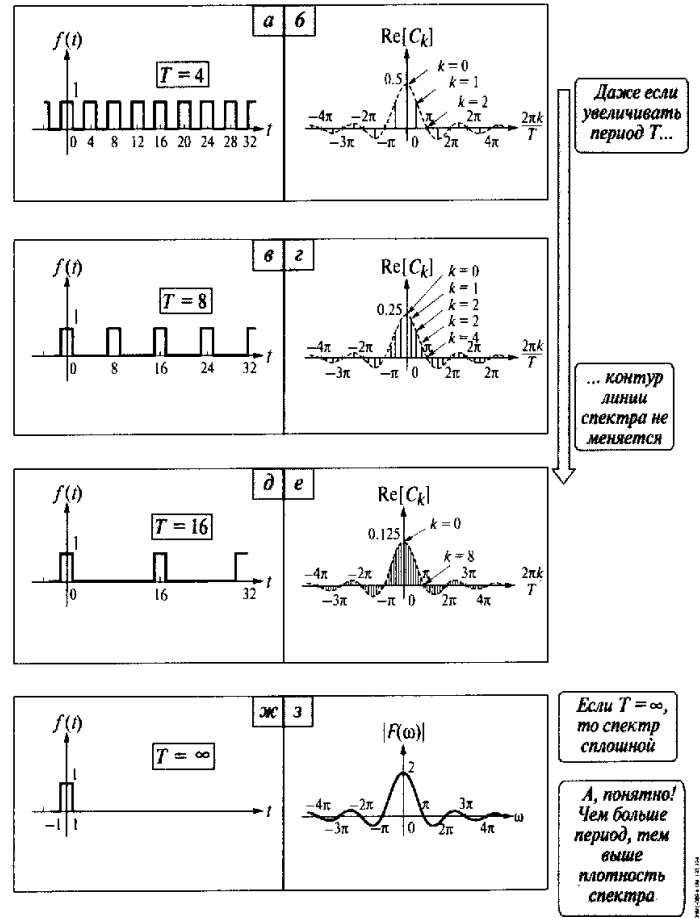 а б
f(t)
T = 4
1
0 4 8 12 16 20 24 28 32 t
Re[Cₖ]
k = 0
0.5
k = 1
k = 2
−4π −2π π 2π 2πk/T
−3π −π 0 2π 3π 4π
Даже если
увеличивать
период Т...
в г
f(t)
T = 8
1
0 8 16 24 32 t
Re[Cₖ]
k = 0
k = 1
0.25
k = 2
k = 2
k = 4
−4π −2π π 2π 2πk/T
−3π −π 0 2π 2π
... контур
линии
спектра не
меняется
д е
f(t)
T = 16
1
0 16 32 t
Re[Cₖ]
k = 0
0.125
k = 8
−4π −2π π 3π 2πk/T
−3π −π 0 2π 4π
Если Т = ∞,
то спектр
сплошной
ж з
f(t)
T = ∞
1
−1 1 t
|F(ω)|
2
−4π −2π π 3π ω
−3π −π 0 2π 4π
А, понятно!
Чем больше
период, тем
выше
плотность
спектра